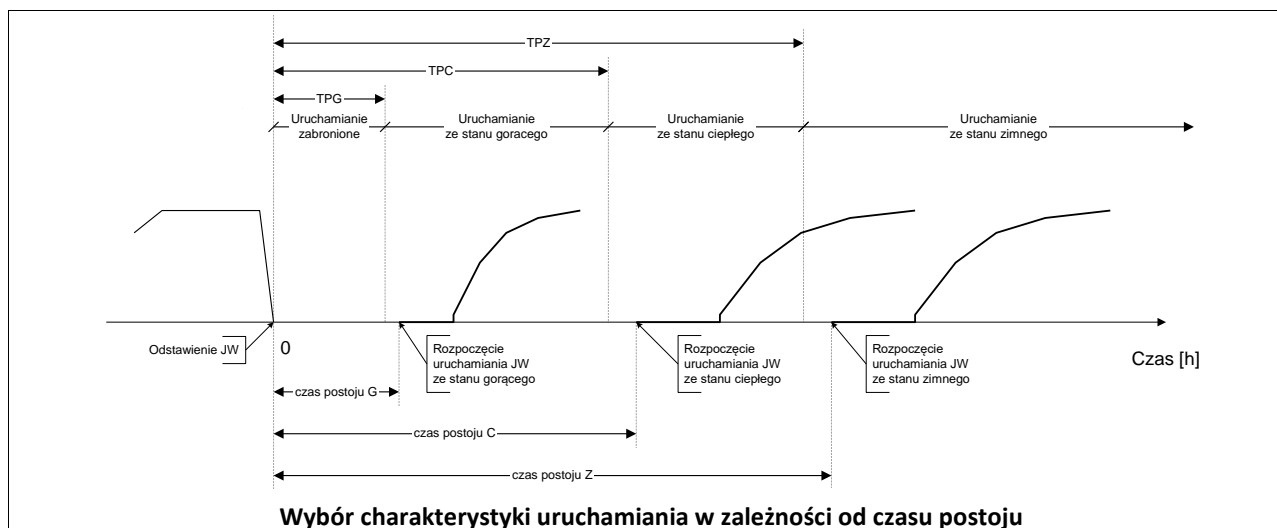 TPZ
TPC
TPG
Uruchamianie
zabronione
Uruchamianie
ze stanu goracego
Uruchamianie
ze stanu ciepłego
Uruchamianie
ze stanu zimnego
Odstawienie JW
0
Rozpoczęcie
uruchamiania JW
ze stanu gorącego
Rozpoczęcie
uruchamiania JW
ze stanu ciepłego
Rozpoczęcie
uruchamiania JW
ze stanu zimnego
Czas [h]
czas postoju G
czas postoju C
czas postoju Z
Wybór charakterystyki uruchamiania w zależności od czasu postoju